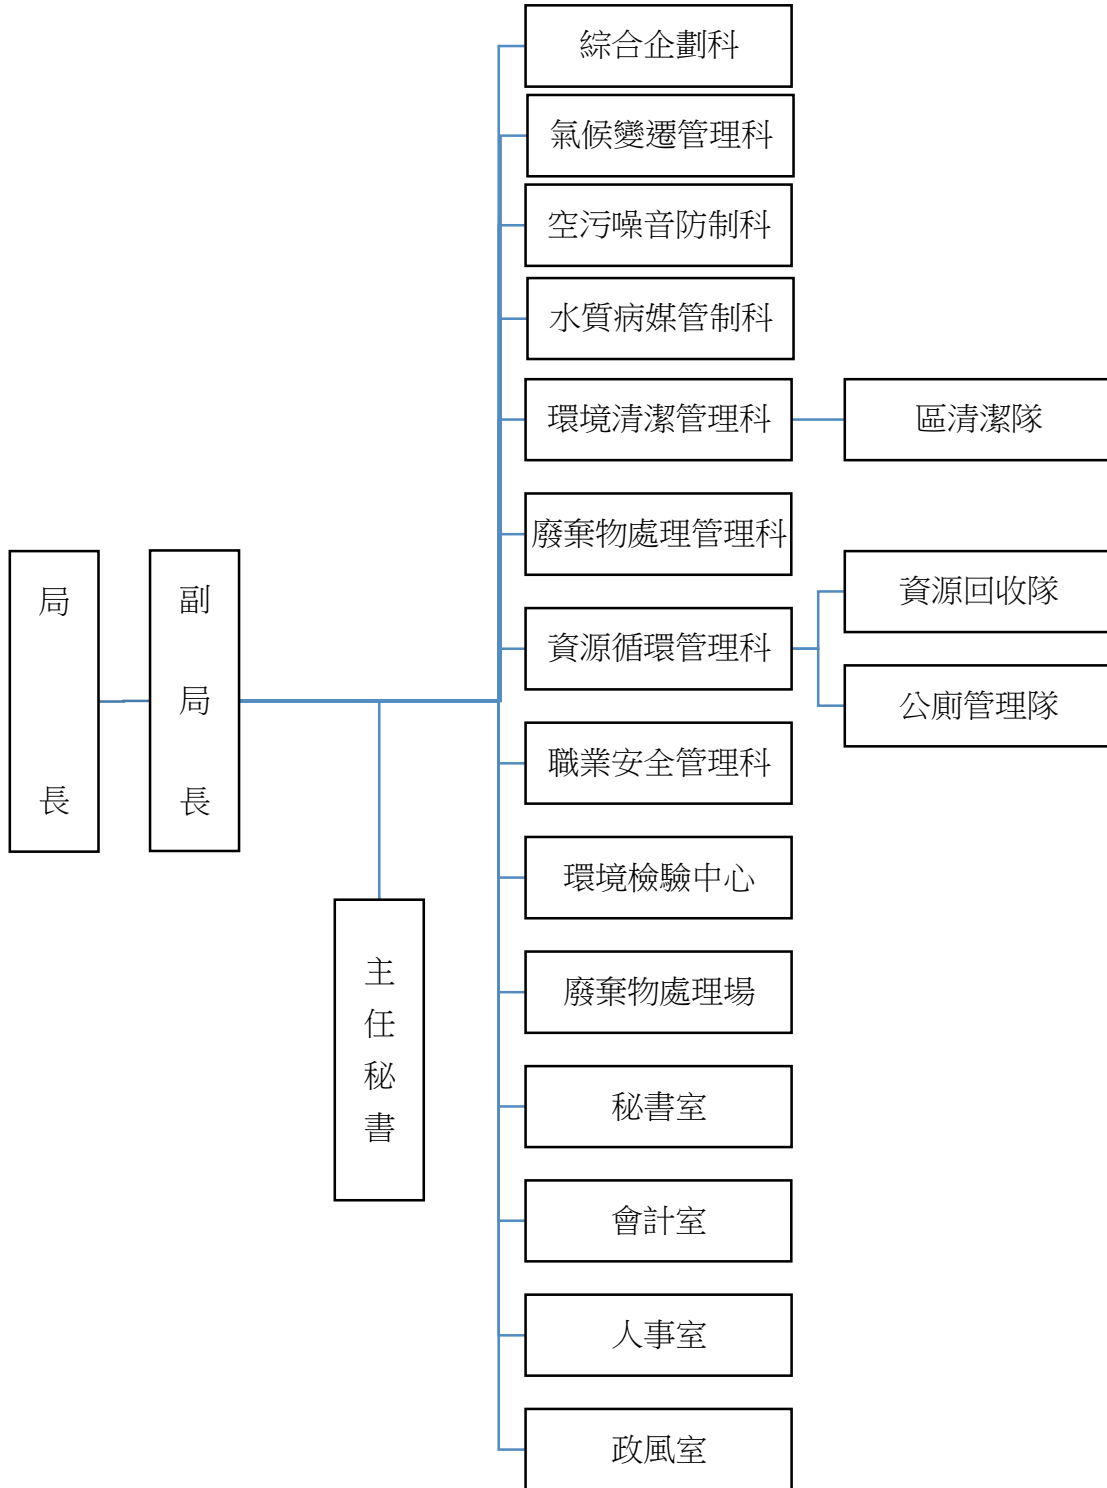 局長
副局長
主任秘書
綜合企劃科
氣候變遷管理科
空污噪音防制科
水質病媒管制科
環境清潔管理科
區清潔隊
廢棄物處理管理科
資源循環管理科
資源回收隊
公廁管理隊
職業安全管理科
環境檢驗中心
廢棄物處理場
秘書室
會計室
人事室
政風室